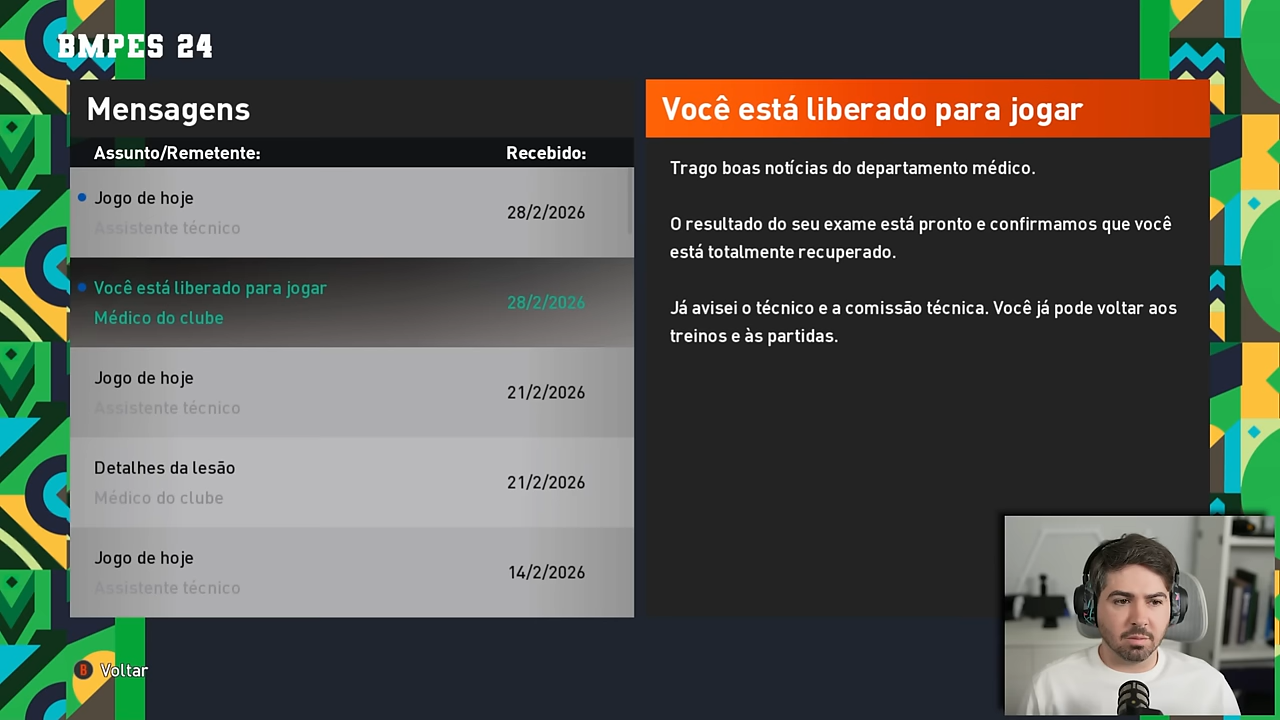 BMPES 24
Mensagens
Assunto/Remetente: Recebido:
Jogo de hoje
Assistente técnico
28/2/2026
Você está liberado para jogar
Médico do clube
28/2/2026
Jogo de hoje
Assistente técnico
21/2/2026
Detalhes da lesão
Médico do clube
21/2/2026
Jogo de hoje
Assistente técnico
14/2/2026
Você está liberado para jogar
Trago boas notícias do departamento médico.
O resultado do seu exame está pronto e confirmamos que você
está totalmente recuperado.
Já avisei o técnico e a comissão técnica. Você já pode voltar aos
treinos e às partidas.
B Voltar